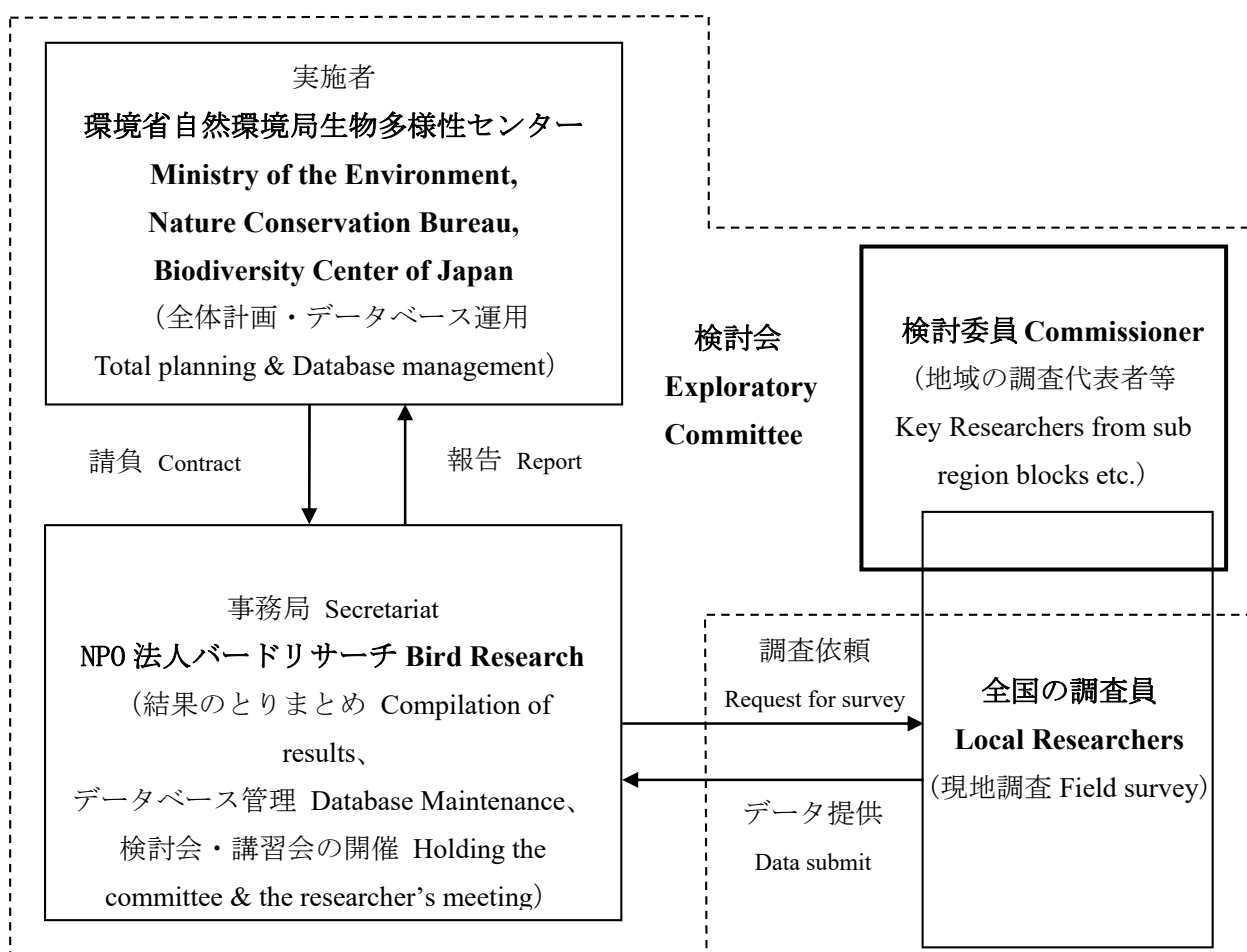 実施者
環境省自然環境局生物多様性センター
Ministry of the Environment,
Nature Conservation Bureau,
Biodiversity Center of Japan
（全体計画・データベース運用
Total planning & Database management）
請負 Contract
報告 Report
事務局 Secretariat
NPO 法人バードリサーチ Bird Research
（結果のとりまとめ Compilation of
results、
データベース管理 Database Maintenance、
検討会・講習会の開催 Holding the
committee & the researcher’s meeting）
検討会
Exploratory
Committee
検討委員 Commissioner
（地域の調査代表者等
Key Researchers from sub
region blocks etc.）
調査依頼
Request for survey
データ提供
Data submit
全国の調査員
Local Researchers
（現地調査 Field survey）